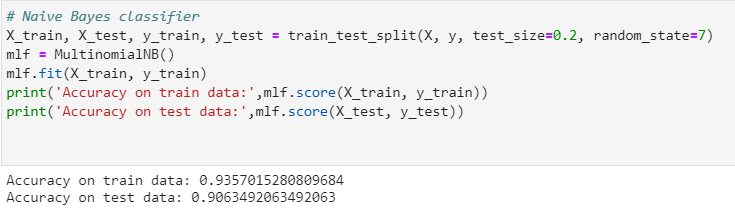 # Naive Bayes classifier
X_train, X_test, y_train, y_test = train_test_split(X, y, test_size=0.2, random_state=7)
mlf = MultinomialNB()
mlf.fit(X_train, y_train)
print('Accuracy on train data:',mlf.score(X_train, y_train))
print('Accuracy on test data:',mlf.score(X_test, y_test))
Accuracy on train data: 0.9357015280809684
Accuracy on test data: 0.9063492063492063